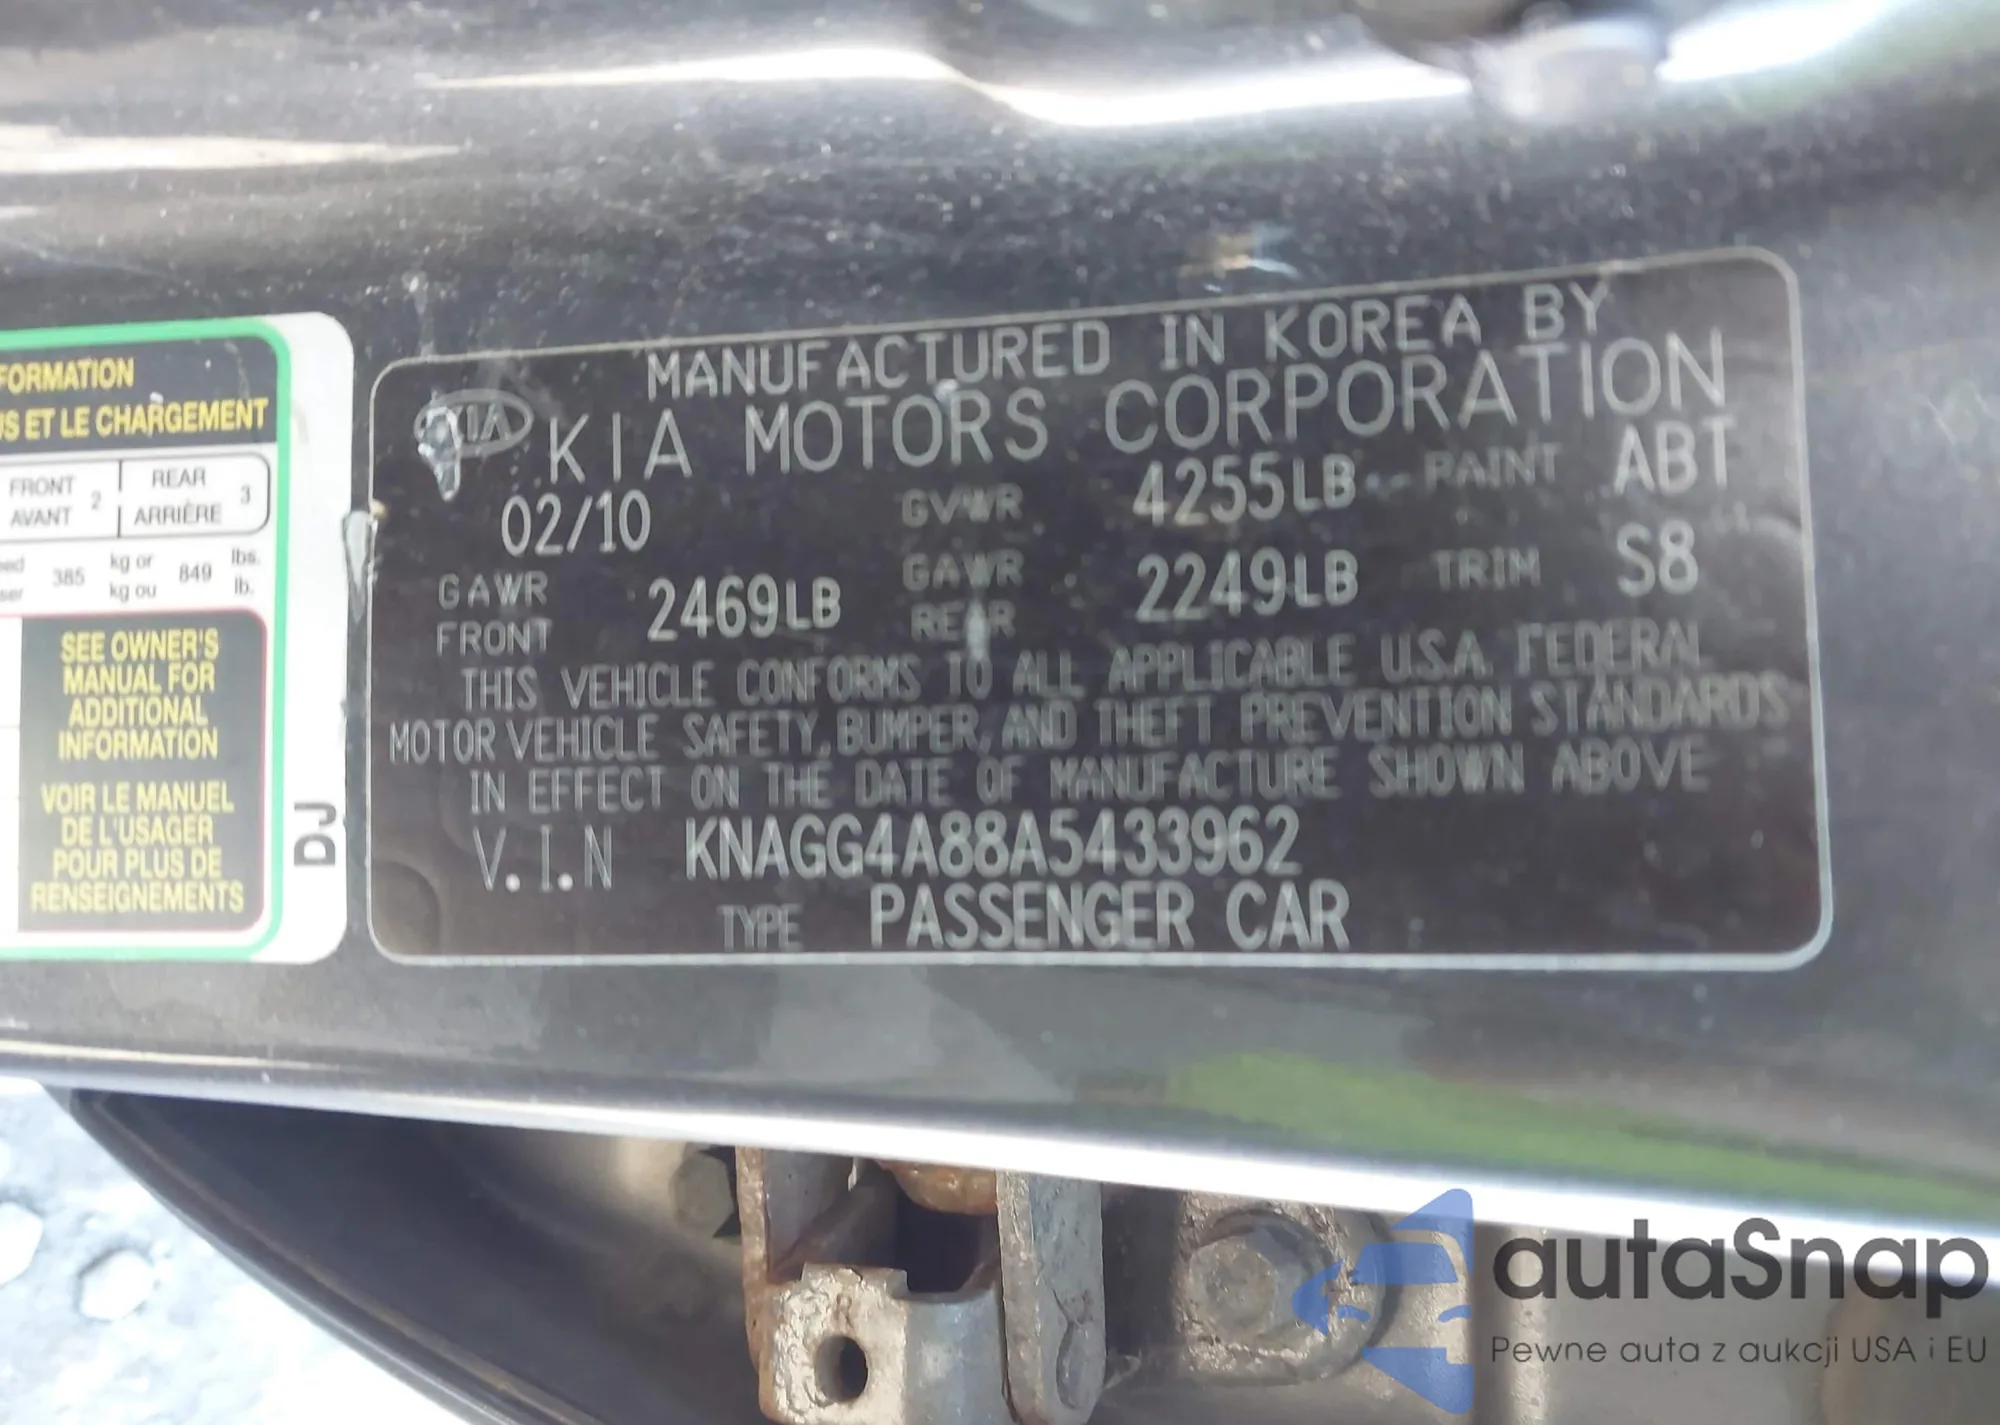 FORMATION
US ET LE CHARGEMENT
FRONT
AVANT 2
REAR
ARRIÈRE 3
385 kg or
kg ou 849 lbs.
lb.
SEE OWNER'S
MANUAL FOR
ADDITIONAL
INFORMATION
VOIR LE MANUEL
DE L'USAGER
POUR PLUS DE
RENSEIGNEMENTS
DJ
MANUFACTURED IN KOREA BY
KIA KIA MOTORS CORPORATION
02/10 GVWR 4255LB PAINT ABT
GAWR
FRONT 2469LB GAWR
REAR 2249LB TRIM S8
THIS VEHICLE CONFORMS TO ALL APPLICABLE U.S.A. FEDERAL
MOTOR VEHICLE SAFETY, BUMPER, AND THEFT PREVENTION STANDARDS
IN EFFECT ON THE DATE OF MANUFACTURE SHOWN ABOVE
V.I.N KNAGG4A88A5433962
TYPE PASSENGER CAR
8
autaSnap
Pewne auta z aukcji USA i EU